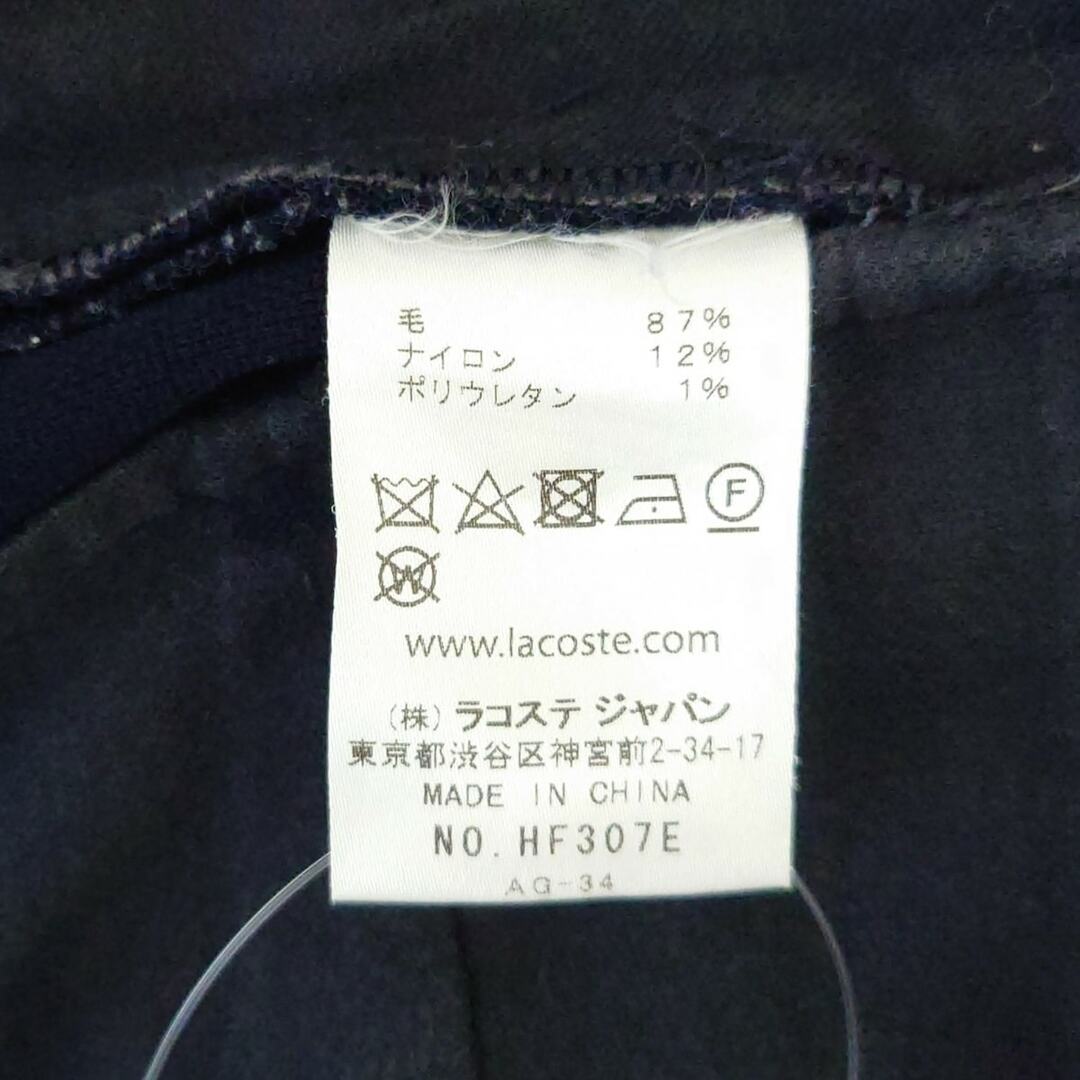 毛 87%
ナイロン 12%
ポリウレタン 1%
F
W
www.lacoste.com
(株) ラコステ ジャパン
東京都渋谷区神宮前2-34-17
MADE IN CHINA
NO. HF307E
AG-34